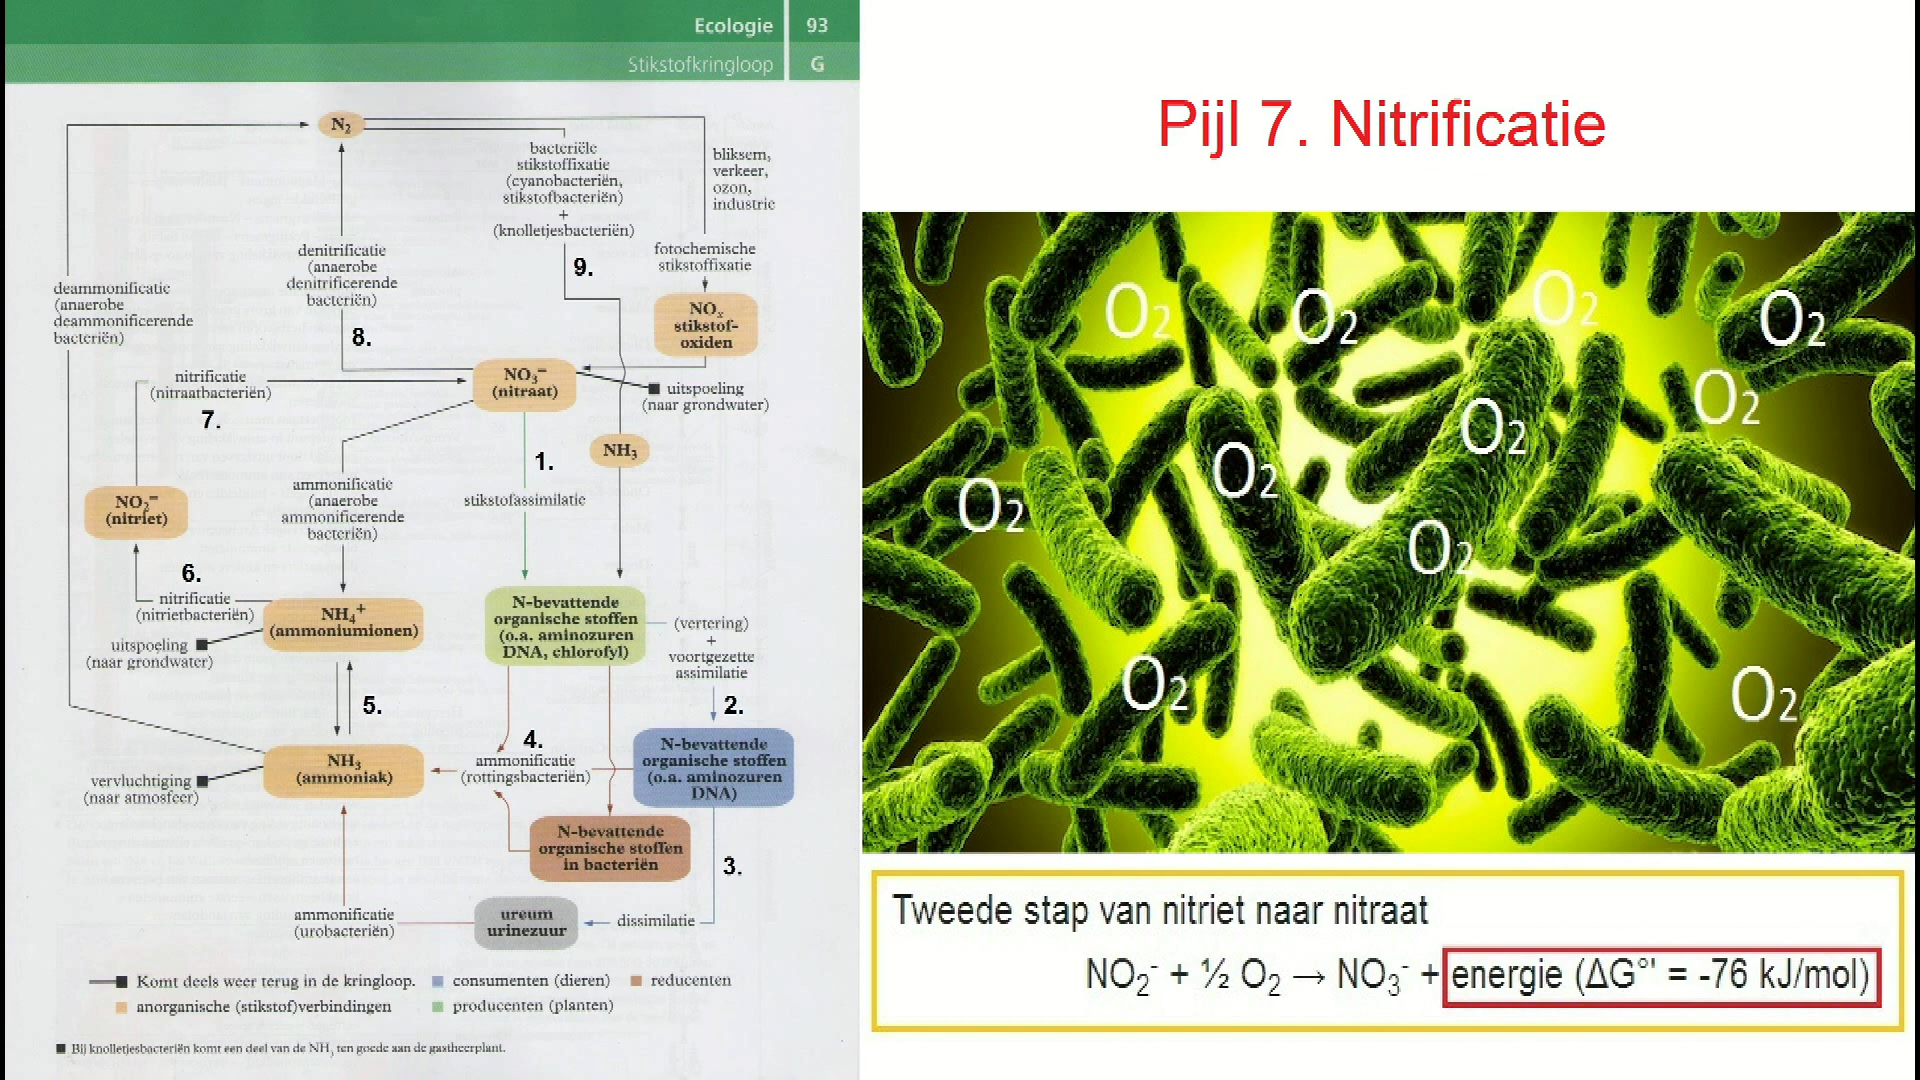 Ecologie 93
Stikstofkringloop G
N₂
bacteriële
stikstoffixatie
(cyanobacteriën,
stikstofbacteriën)
+
(knolletjesbacteriën)
bliksem,
verkeer,
ozon,
industrie
denitrificatie
(anaerobe
denitrificerende
bacteriën)
fotochemische
stikstoffixatie
9.
deammonificatie
(anaerobe
deammonificerende
bacteriën)
8.
NOₓ
stikstof-
oxiden
nitrificatie
(nitraatbacteriën)
7.
NO₃⁻
(nitraat)
uitspoeling
(naar grondwater)
NH₃
1.
ammonificatie
(anaerobe
ammonificerende
bacteriën)
stikstofassimilatie
NO₂⁻
(nitriet)
6.
nitrificatie
(nitrietbacteriën)
NH₄⁺
(ammoniumionen)
N-bevattende
organische stoffen
(o.a. aminozuren
DNA, chlorofyl)
(vertering)
+
voortgezette
assimilatie
uitspoeling
(naar grondwater)
5.
2.
4.
ammonificatie
(rottingsbacteriën)
N-bevattende
organische stoffen
(o.a. aminozuren
DNA)
NH₃
(ammoniak)
vervluchtiging
(naar atmosfeer)
N-bevattende
organische stoffen
in bacteriën
3.
ammonificatie
(urobacteriën)
ureum
urinezuur
dissimilatie
Komt deels weer terug in de kringloop.
consumenten (dieren)
reducenten
anorganische (stikstof)verbindingen
producenten (planten)
Bij knolletjesbacteriën komt een deel van de NH₃ ten goede aan de gastheerplant.
Pijl 7. Nitrificatie
O₂
O₂
O₂
O₂
O₂
O₂
O₂
O₂
O₂
O₂
O₂
Tweede stap van nitriet naar nitraat
NO₂⁻ + ½ O₂ → NO₃⁻ + energie (ΔG°' = -76 kJ/mol)